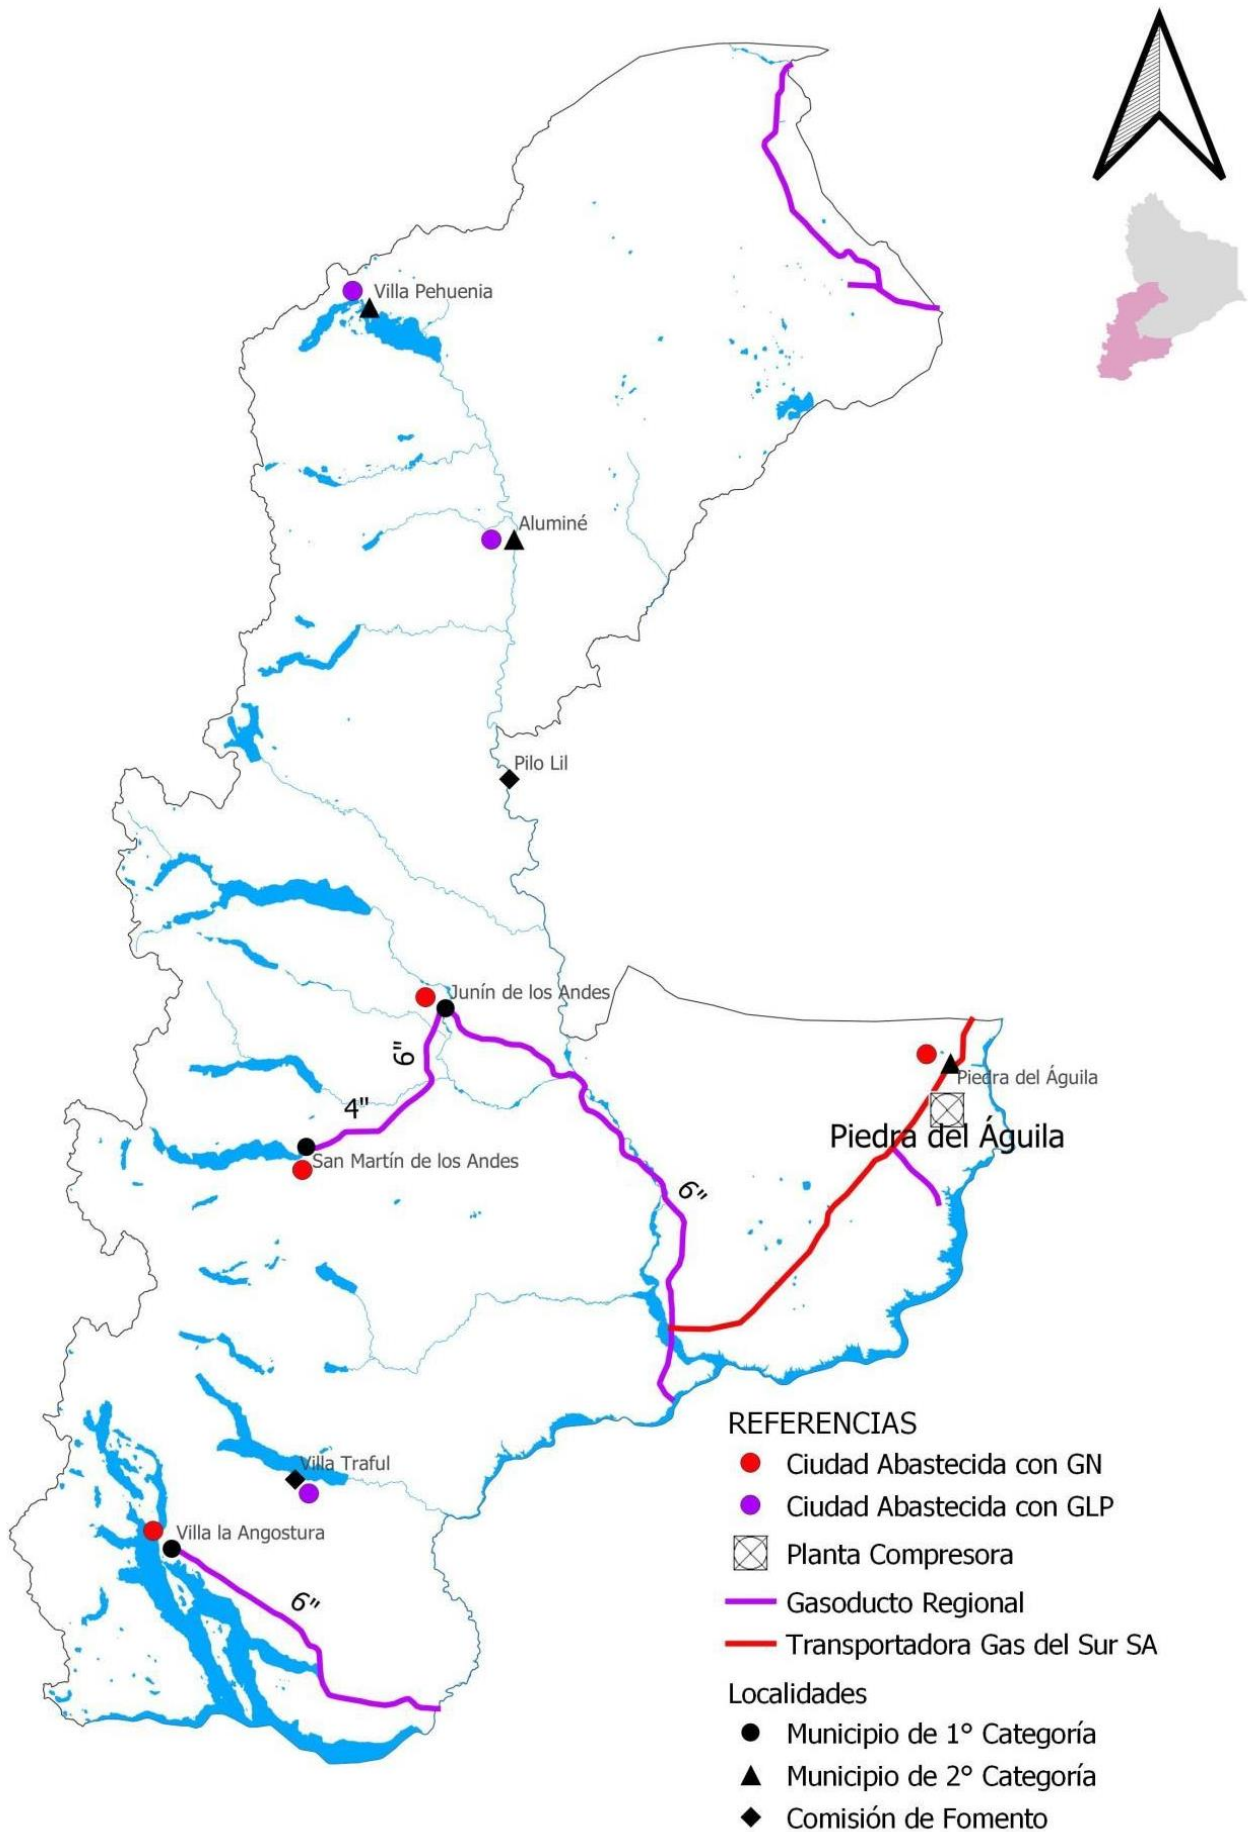 Villa Pehuenia
Aluminé
Pilo Lil
Junín de los Andes
6"
4"
San Martín de los Andes
6"
Piedra del Águila
Piedra del Águila
Villa Traful
Villa la Angostura
6"
REFERENCIAS
Ciudad Abastecida con GN
Ciudad Abastecida con GLP
Planta Compresora
Gasoducto Regional
Transportadora Gas del Sur SA
Localidades
Municipio de 1° Categoría
Municipio de 2° Categoría
Comisión de Fomento